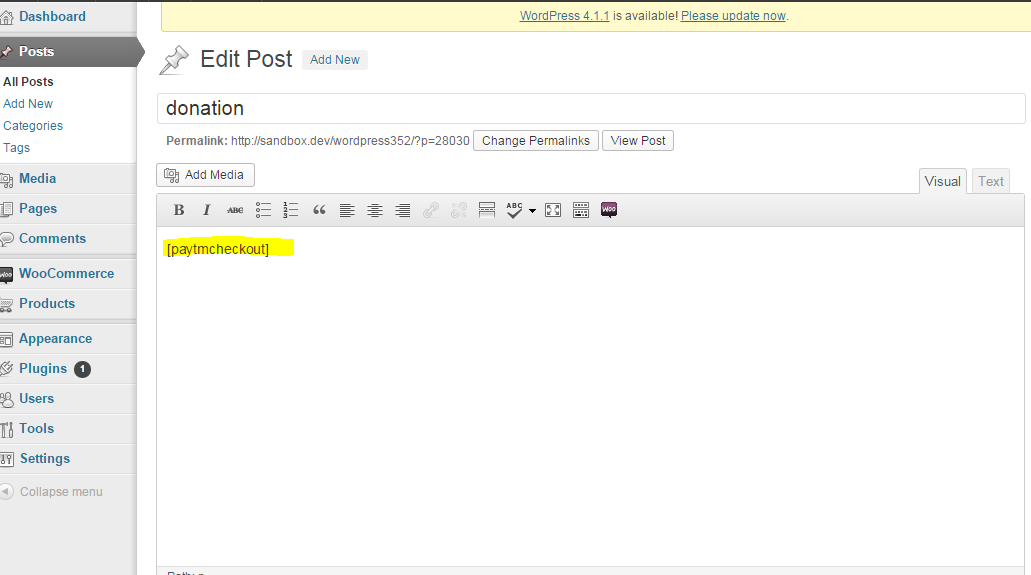 Dashboard
WordPress 4.1.1 is available! Please update now.
Posts
Edit Post Add New
All Posts
Add New
Categories
Tags
donation
Permalink: http://sandbox.dev/wordpress352/?p=28030 Change Permalinks View Post
Add Media
Visual Text
Media
Pages
Comments
WooCommerce
Products
Appearance
Plugins 1
Users
Tools
Settings
Collapse menu
B I ABC ABC Woo
[paytmcheckout]